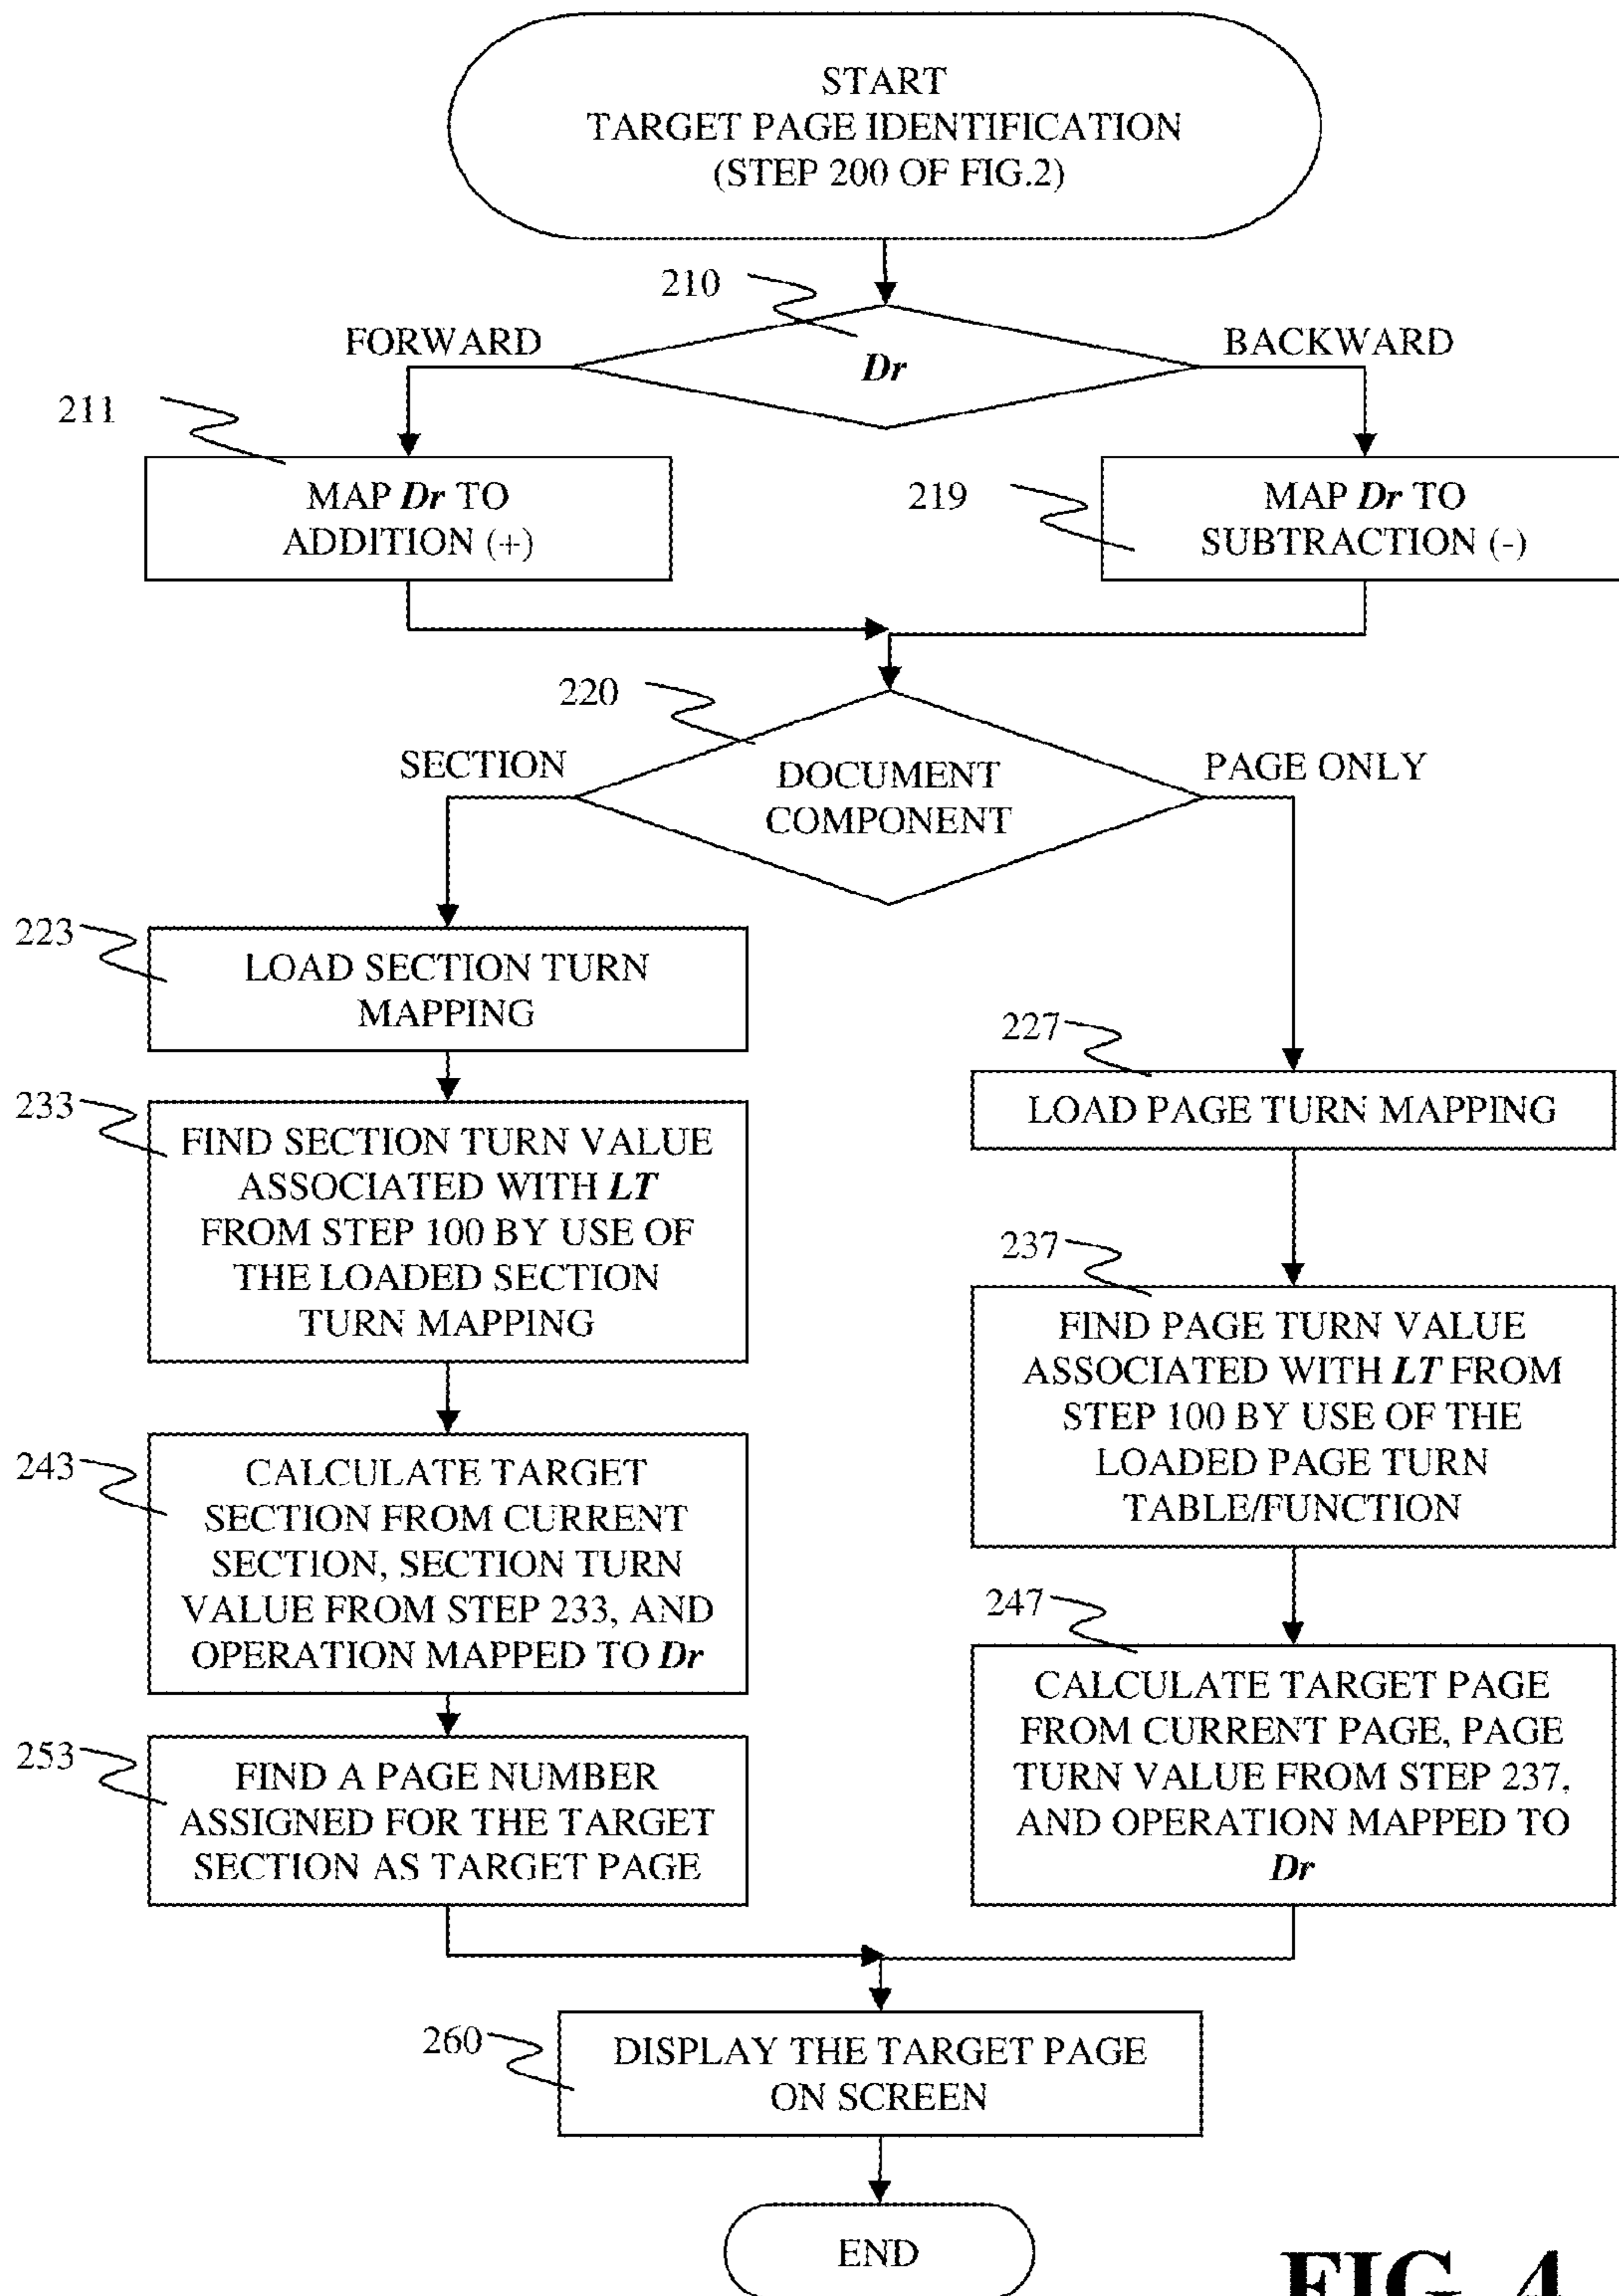 START
TARGET PAGE IDENTIFICATION
(STEP 200 OF FIG.2)
210
FORWARD
Dr
BACKWARD
211
MAP Dr TO
ADDITION (+)
219
MAP Dr TO
SUBTRACTION (-)
220
SECTION
DOCUMENT
COMPONENT
PAGE ONLY
223
LOAD SECTION TURN
MAPPING
227
LOAD PAGE TURN MAPPING
233
FIND SECTION TURN VALUE
ASSOCIATED WITH LT
FROM STEP 100 BY USE OF
THE LOADED SECTION
TURN MAPPING
237
FIND PAGE TURN VALUE
ASSOCIATED WITH LT FROM
STEP 100 BY USE OF THE
LOADED PAGE TURN
TABLE/FUNCTION
243
CALCULATE TARGET
SECTION FROM CURRENT
SECTION, SECTION TURN
VALUE FROM STEP 233, AND
OPERATION MAPPED TO Dr
247
CALCULATE TARGET PAGE
FROM CURRENT PAGE, PAGE
TURN VALUE FROM STEP 237,
AND OPERATION MAPPED TO
Dr
253
FIND A PAGE NUMBER
ASSIGNED FOR THE TARGET
SECTION AS TARGET PAGE
260
DISPLAY THE TARGET PAGE
ON SCREEN
END
FIG. 4